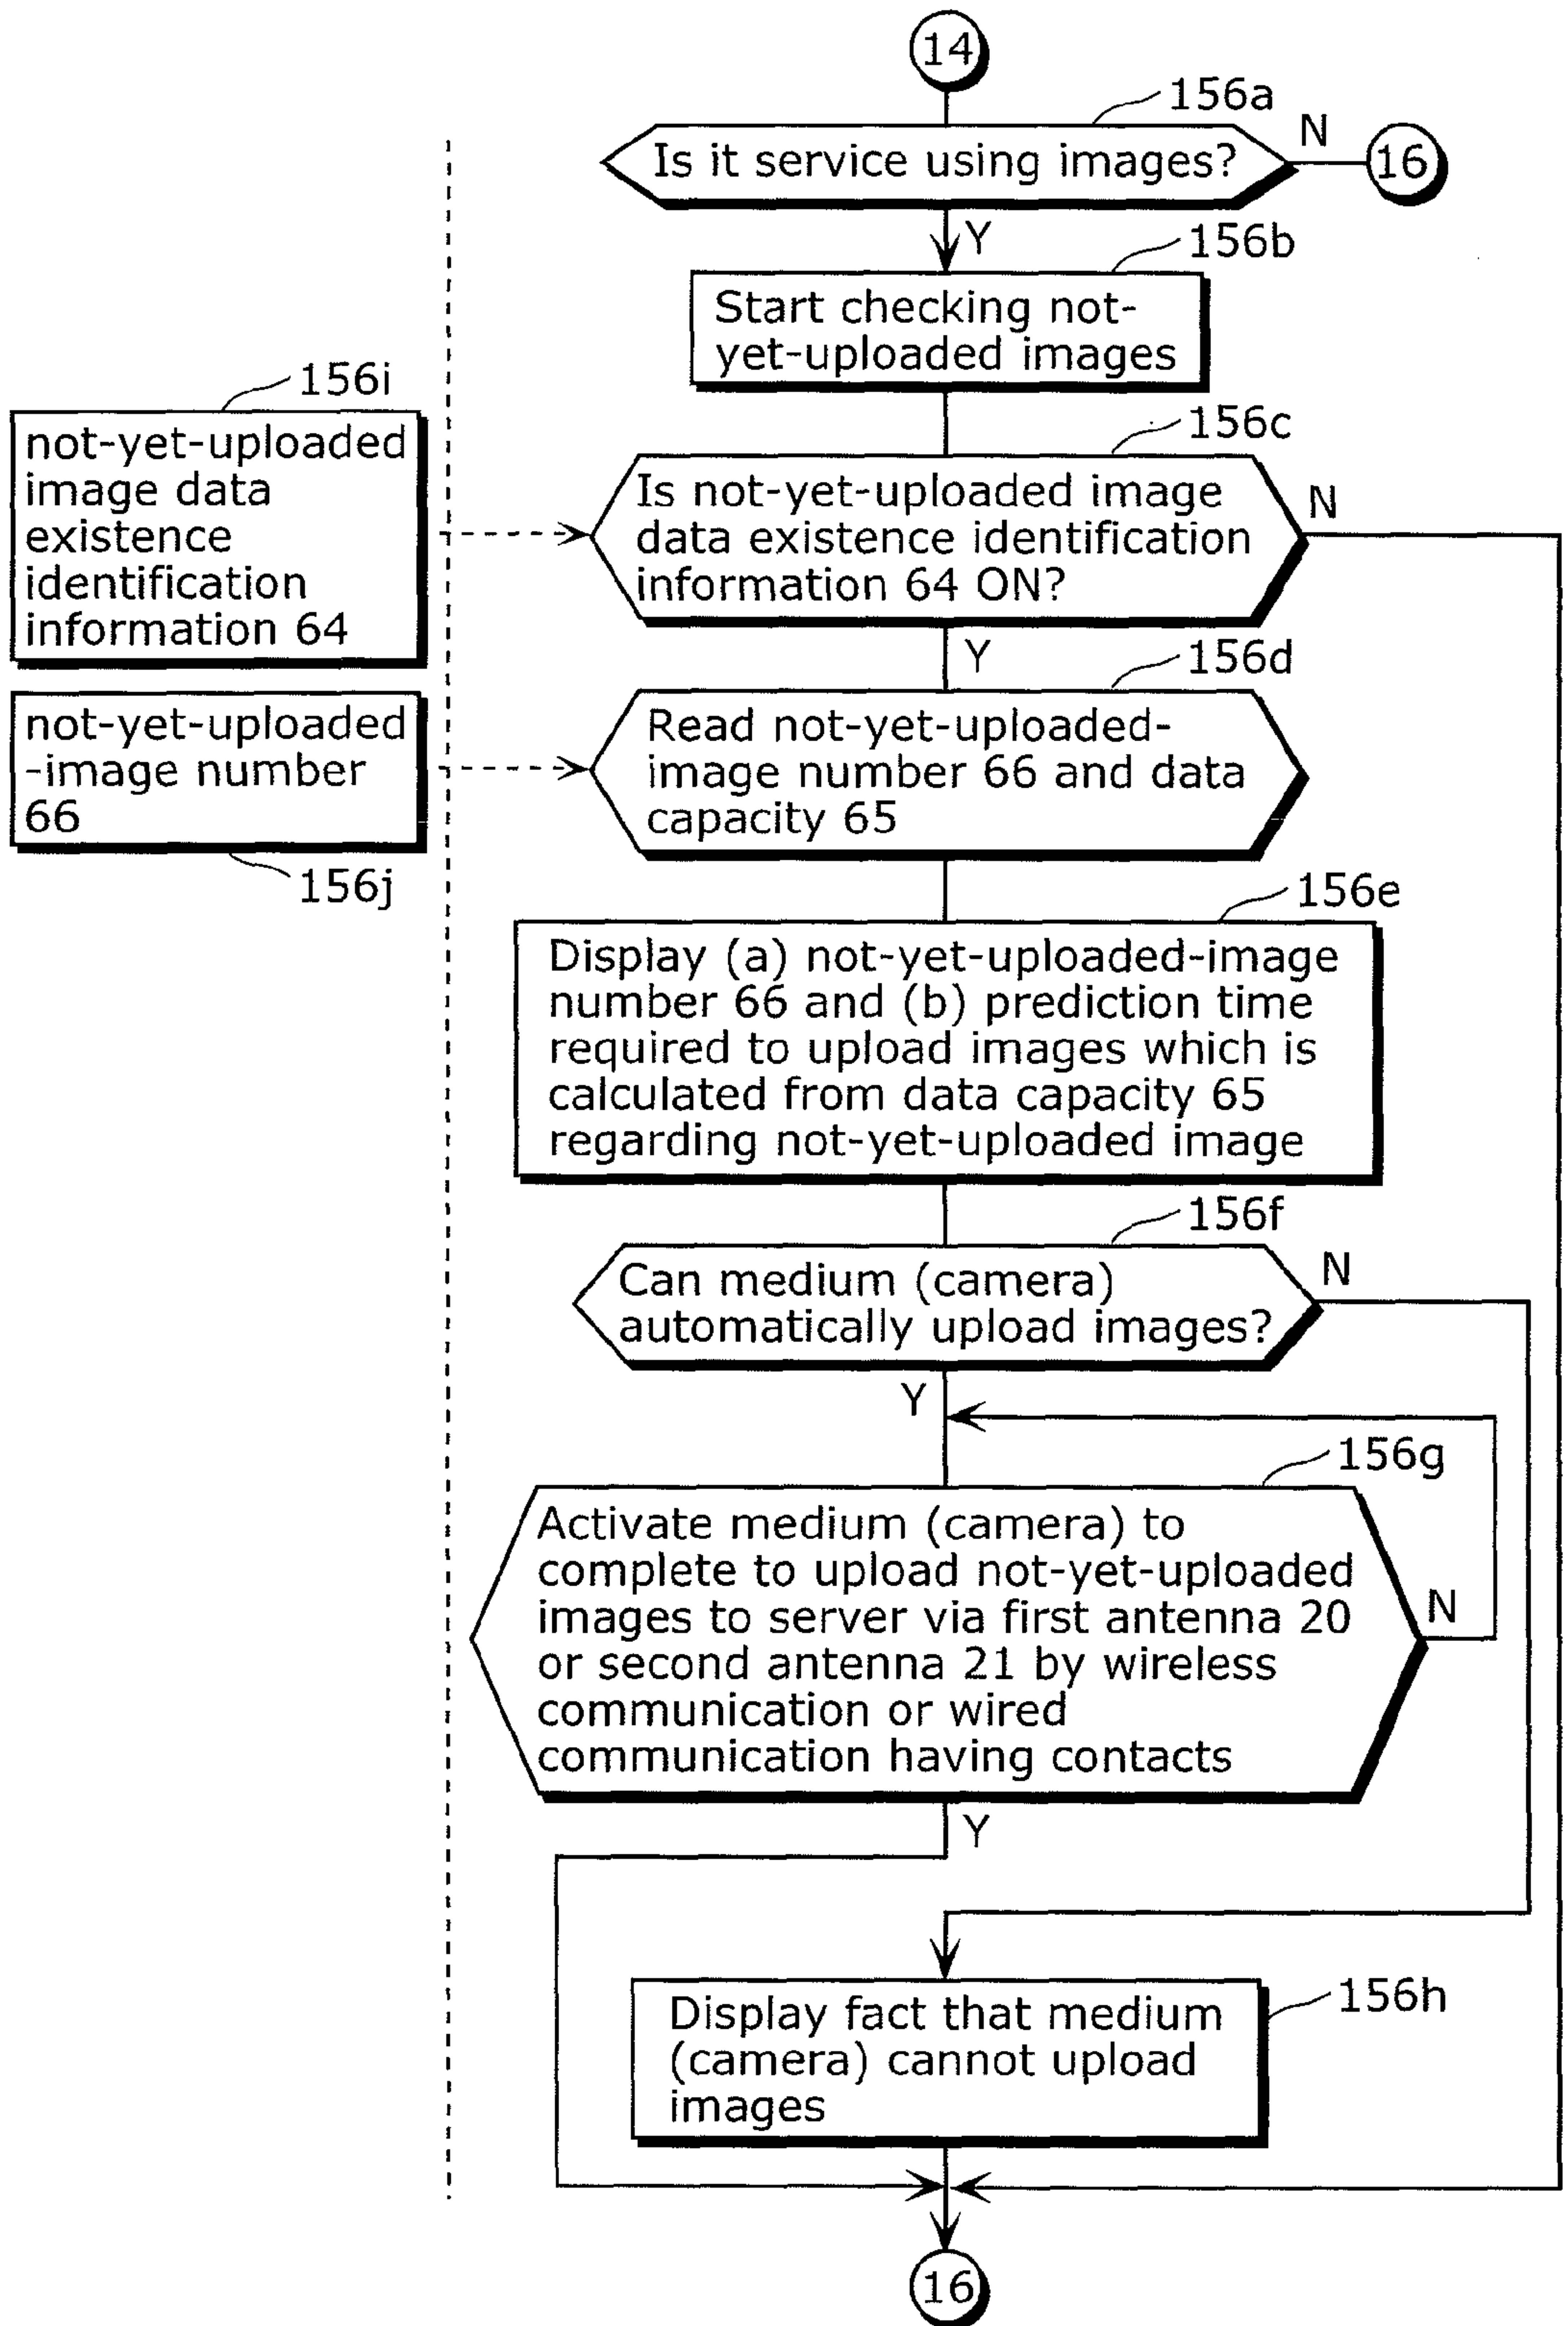 14
156a
Is it service using images?
N
16
Y
156b
Start checking not-
yet-uploaded images
156i
not-yet-uploaded
image data
existence
identification
information 64
156c
Is not-yet-uploaded image
data existence identification
information 64 ON?
N
Y
156d
not-yet-uploaded
-image number
66
156j
Read not-yet-uploaded-
image number 66 and data
capacity 65
156e
Display (a) not-yet-uploaded-image
number 66 and (b) prediction time
required to upload images which is
calculated from data capacity 65
regarding not-yet-uploaded image
156f
Can medium (camera)
automatically upload images?
N
Y
156g
Activate medium (camera) to
complete to upload not-yet-uploaded
images to server via first antenna 20
or second antenna 21 by wireless
communication or wired
communication having contacts
N
Y
156h
Display fact that medium
(camera) cannot upload
images
16